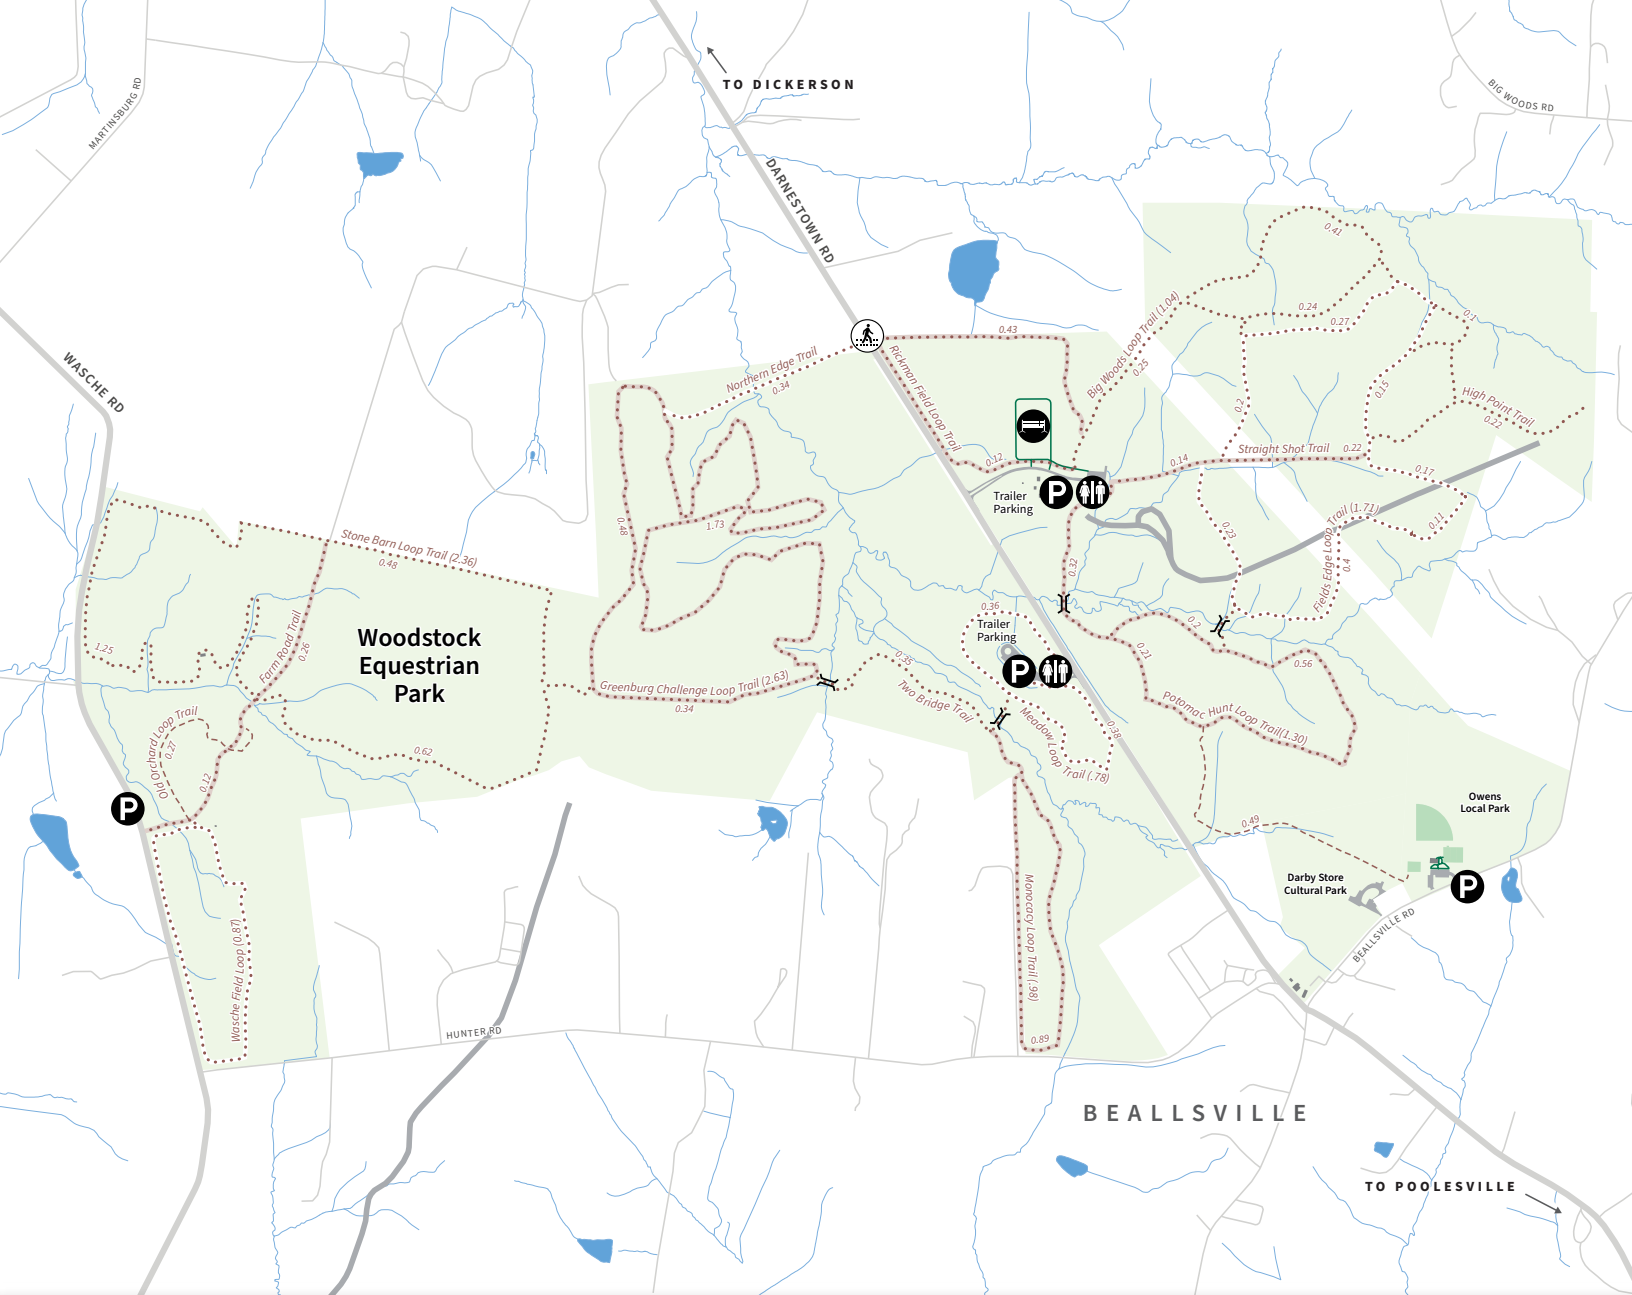 TO DICKERSON
MARTINSBURG RD
BIG WOODS RD
DARNESTOWN RD
WASCHE RD
0.41
0.24
0.27
0.1
Big Woods Loop Trail (1.04)
0.25
0.43
Northern Edge Trail
0.34
Rickman Field Loop Trail
0.2
0.15
High Point Trail
0.22
Straight Shot Trail
0.22
0.12
0.14
0.17
Trailer
Parking
P
0.48
1.73
0.23
Fields Edge Loop Trail (1.71)
0.11
0.4
Stone Barn Loop Trail (2.36)
0.48
0.32
0.36
Trailer
Parking
P
0.2
0.21
0.56
Woodstock
Equestrian
Park
1.25
Farm Road Trail
0.26
0.35
Greenburg Challenge Loop Trail (2.63)
0.34
Two Bridge Trail
Potomac Hunt Loop Trail(1.30)
Old Orchard Loop Trail
0.27
0.12
0.62
Meadow Loop Trail (.78)
0.38
P
Owens
Local Park
0.49
Darby Store
Cultural Park
P
BEALLSVILLE RD
Monocacy Loop Trail (.98)
0.89
Wasche Field Loop (0.87)
HUNTER RD
BEALLSVILLE
TO POOLESVILLE